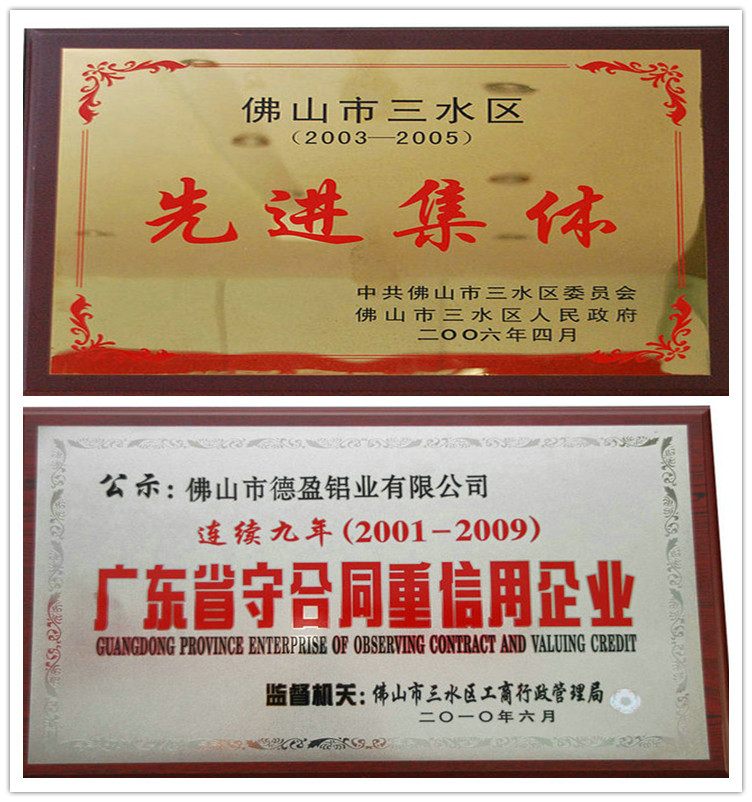 佛山市三水区
（2003—2005）
先进集体
中共佛山市三水区委员会
佛山市三水区人民政府
二OO六年四月
公示：佛山市德盈铝业有限公司
连续九年(2001-2009)
广东省守合同重信用企业
GUANGDONG PROVINCE ENTERPRISE OF OBSERVING CONTRACT AND VALUING CREDIT
监督机关：佛山市三水区工商行政管理局
二〇一〇年六月